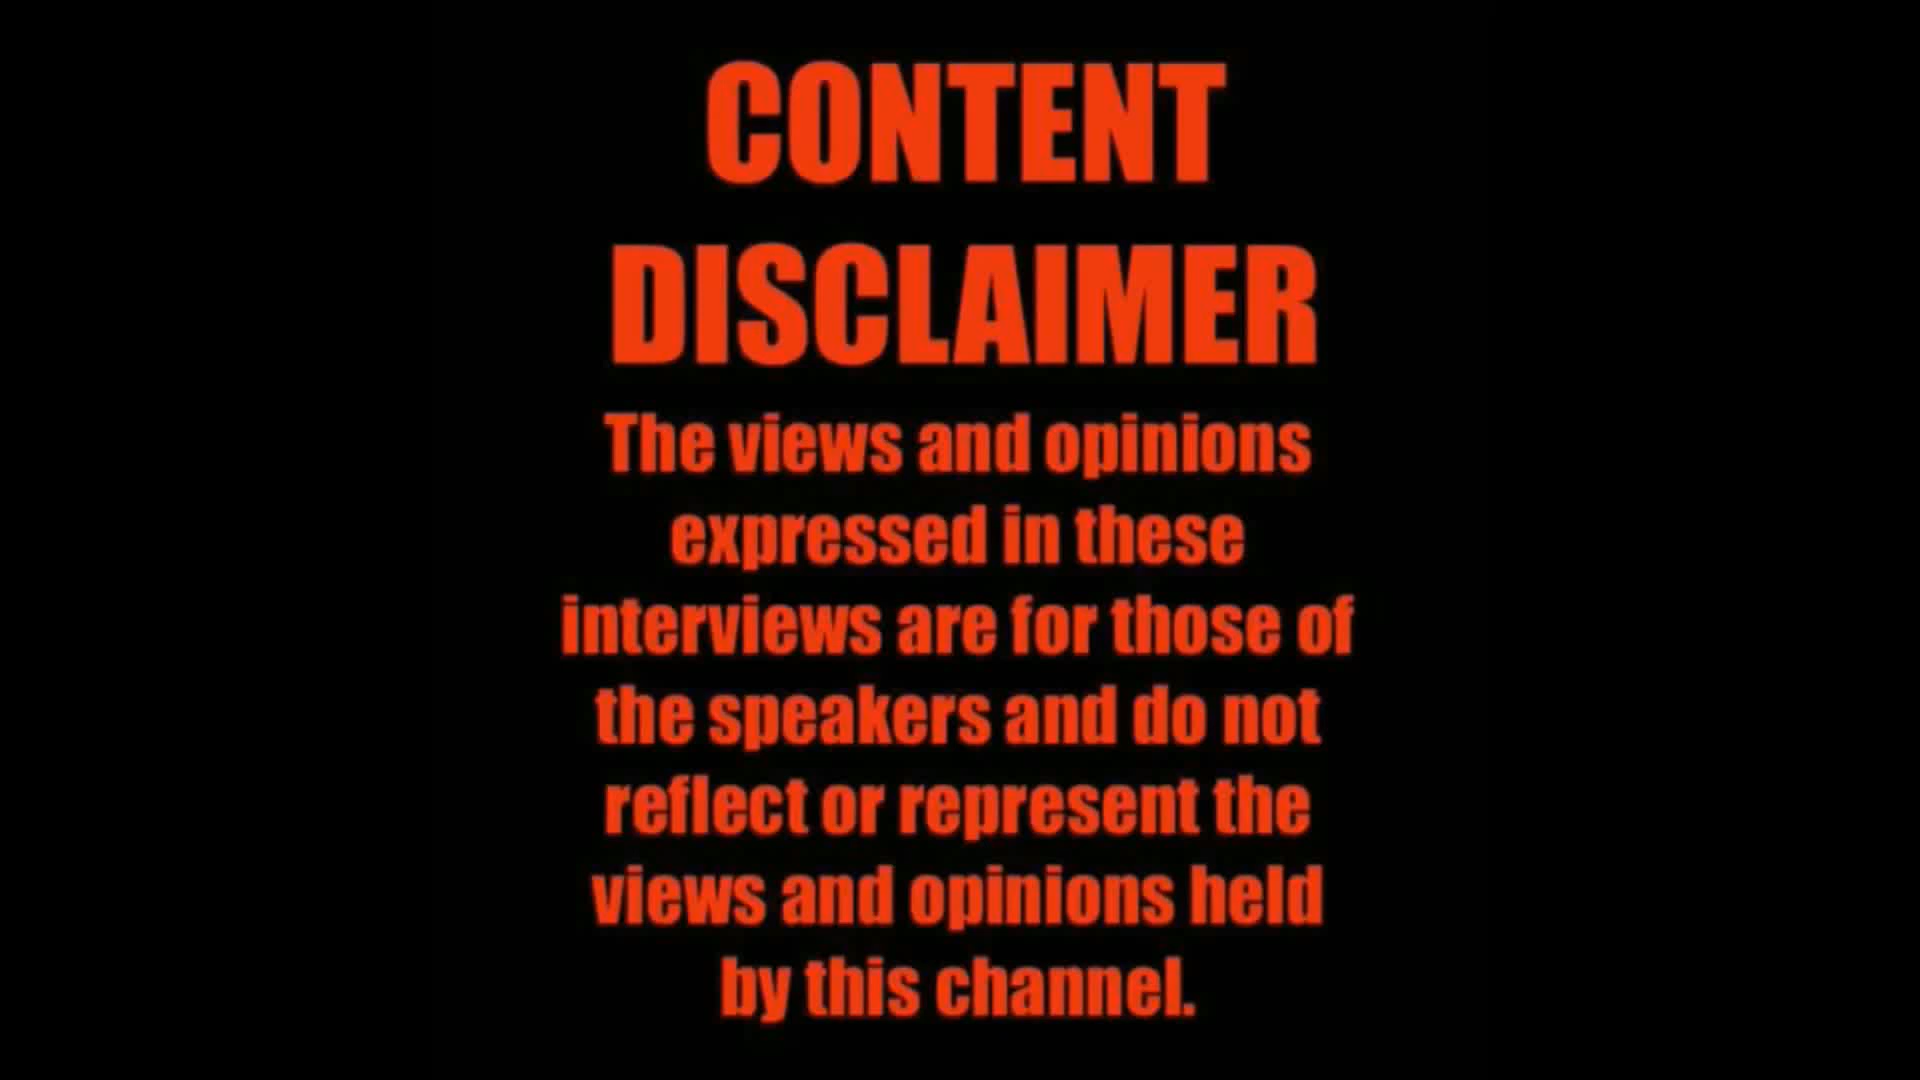 CONTENT
DISCLAIMER
The views and opinions
expressed in these
interviews are for those of
the speakers and do not
reflect or represent the
views and opinions held
by this channel.